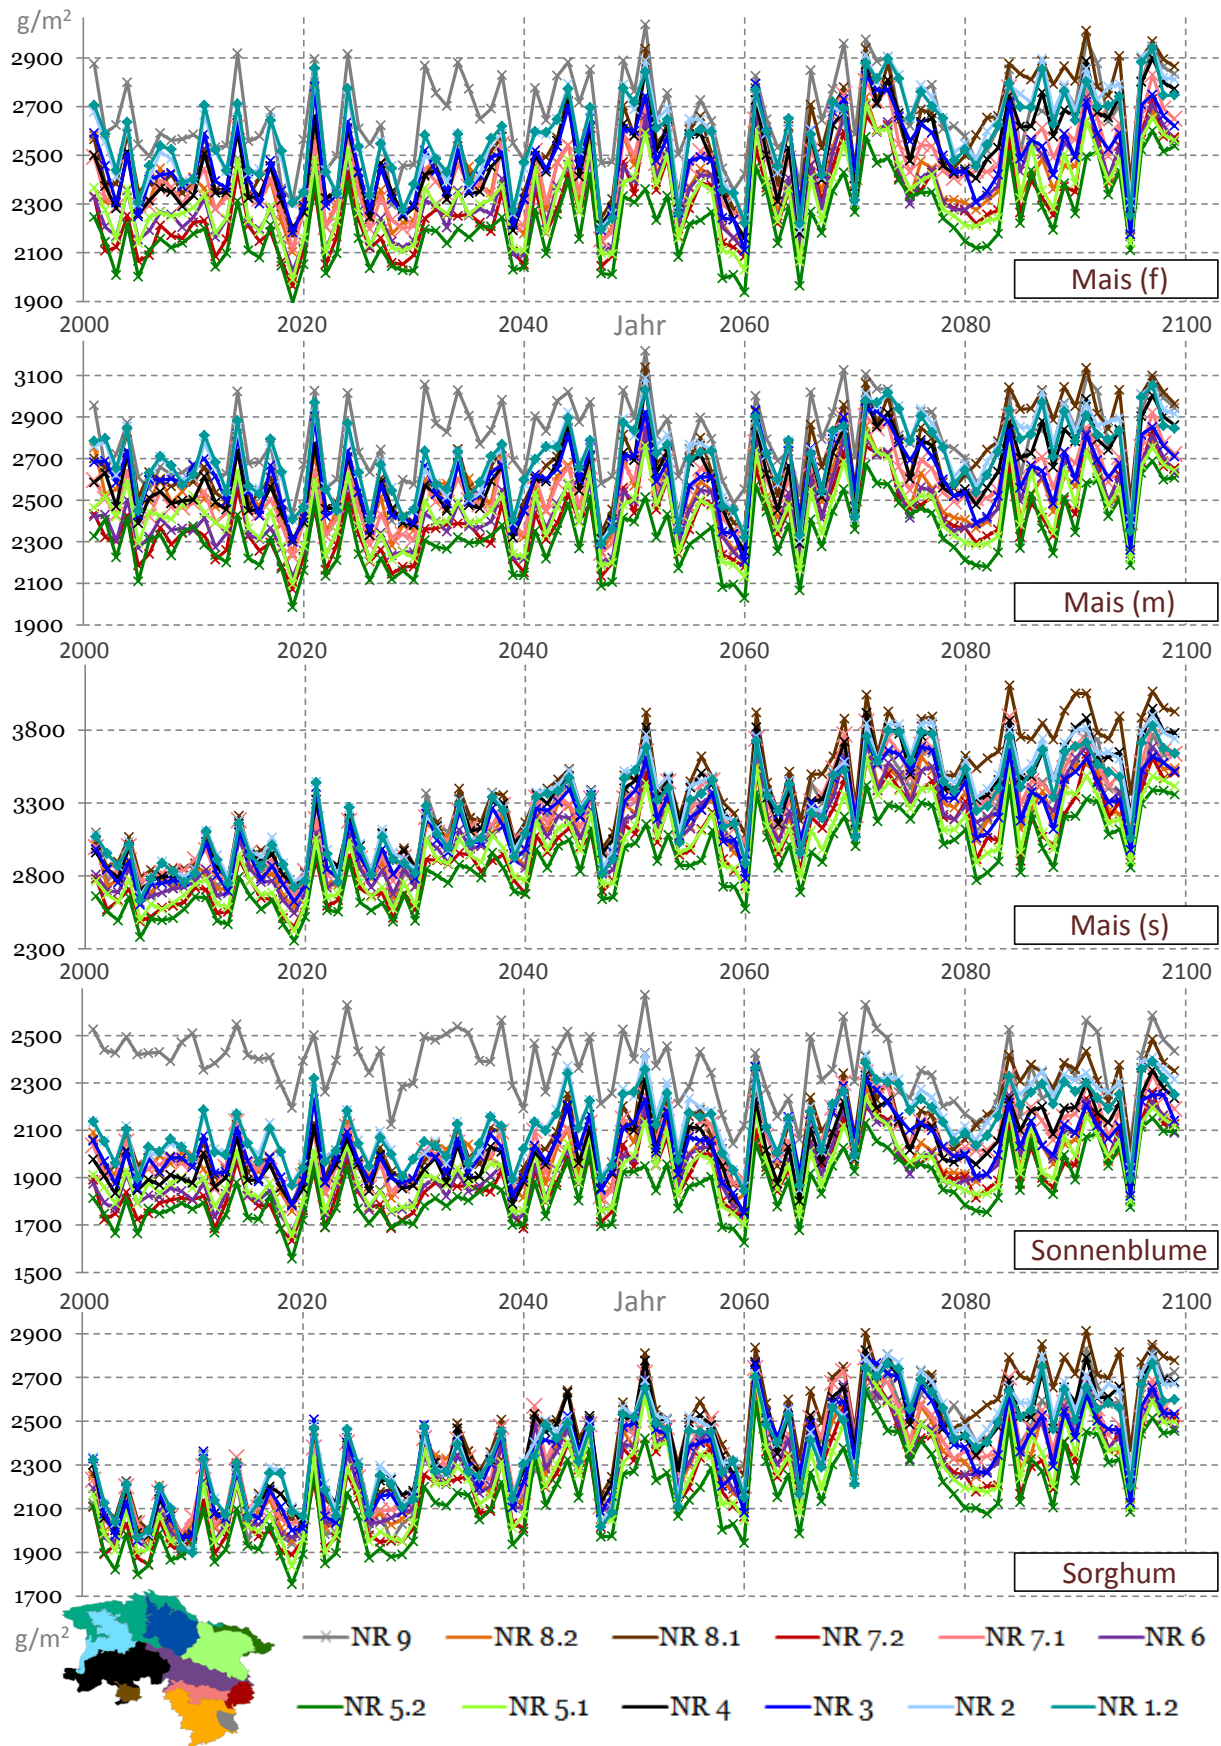 g/m²
2900
2700
2500
2300
2100
1900
Mais (f)
2000 2020 2040 Jahr 2060 2080 2100
3100
2900
2700
2500
2300
2100
1900
Mais (m)
2000 2020 2040 2060 2080 2100
3800
3300
2800
2300
Mais (s)
2000 2020 2040 2060 2080 2100
2500
2300
2100
1900
1700
1500
Sonnenblume
2000 2020 2040 Jahr 2060 2080 2100
2900
2700
2500
2300
2100
1900
1700
Sorghum
g/m²
NR 9 NR 8.2 NR 8.1 NR 7.2 NR 7.1 NR 6
NR 5.2 NR 5.1 NR 4 NR 3 NR 2 NR 1.2